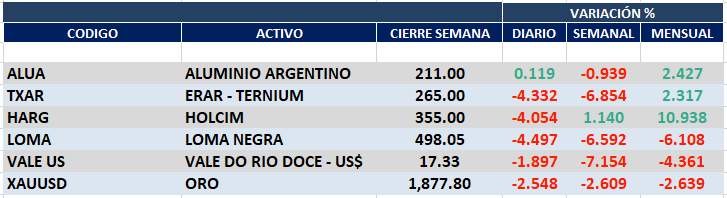 VARIACIÓN %
CODIGO ACTIVO CIERRE SEMANA DIARIO SEMANAL MENSUAL
ALUA ALUMINIO ARGENTINO 211.00 0.119 -0.939 2.427
TXAR ERAR - TERNIUM 265.00 -4.332 -6.854 2.317
HARG HOLCIM 355.00 -4.054 1.140 10.938
LOMA LOMA NEGRA 498.05 -4.497 -6.592 -6.108
VALE US VALE DO RIO DOCE - US$ 17.33 -1.897 -7.154 -4.361
XAUUSD ORO 1,877.80 -2.548 -2.609 -2.639